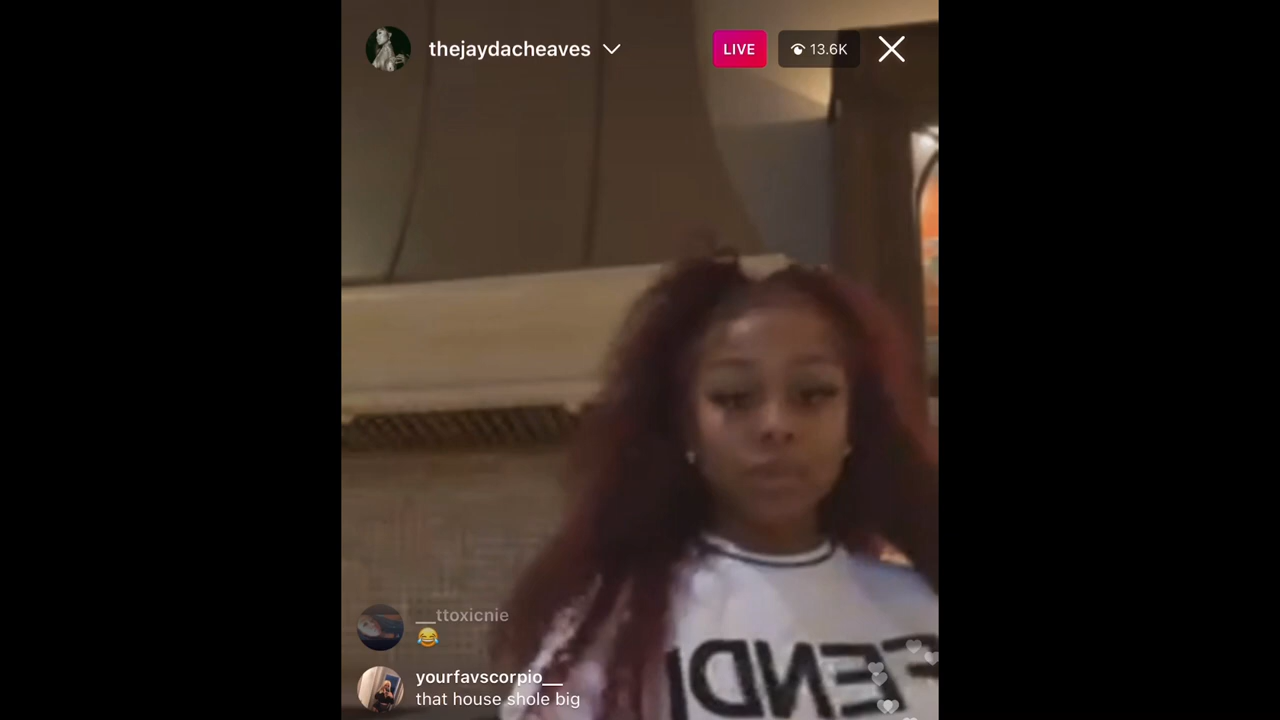 thejaydacheaves
LIVE
13.6K
__ttoxicnie
😂
yourfavscorpio__
that house shole big
FENDI